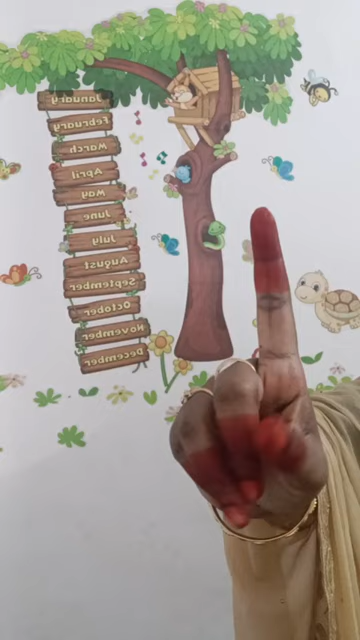 January
February
March
April
May
June
July
August
September
October
November
December